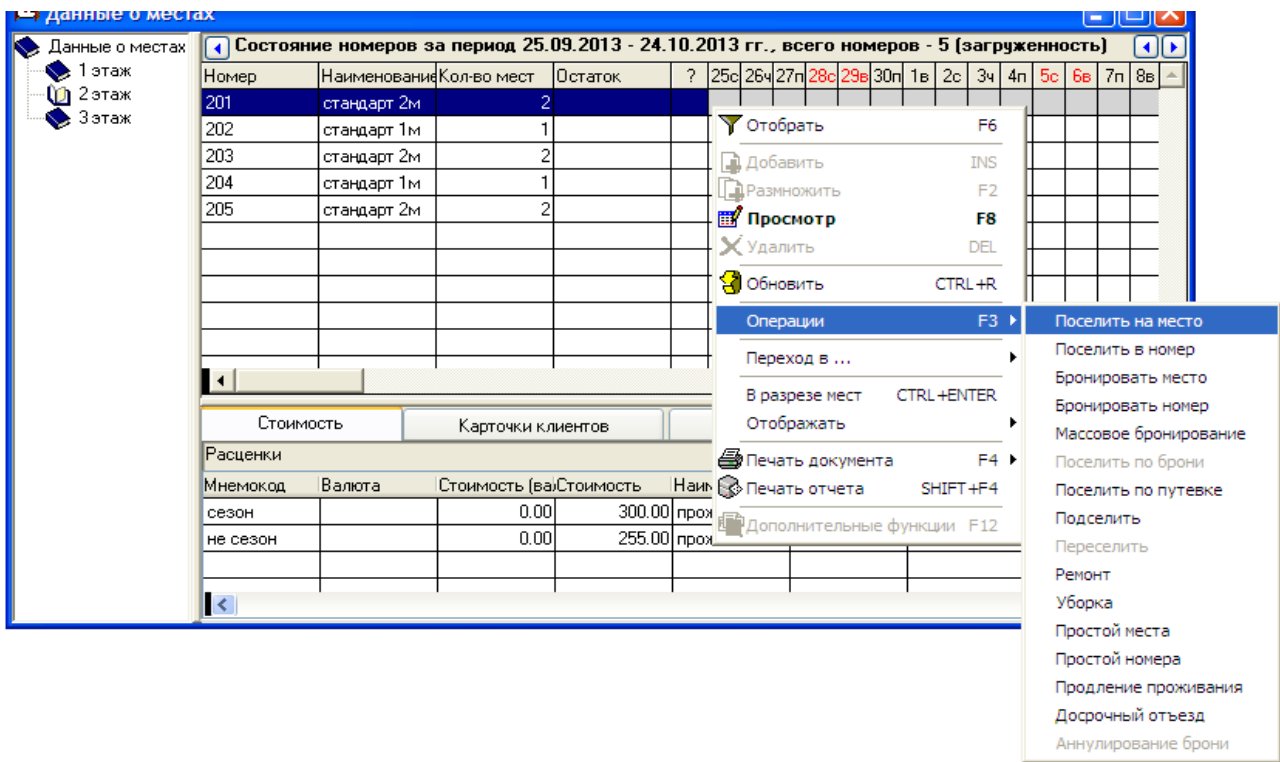 Данные о местах
Данные о местах
1 этаж
2 этаж
3 этаж
Состояние номеров за период 25.09.2013 - 24.10.2013 гг., всего номеров - 5 (загруженность)
Номер Наименование Кол-во мест Остаток ? 25с 26ч 27п 28с 29в 30п 1в 2с 3ч 4п 5с 6в 7п 8в
201 стандарт 2м 2
202 стандарт 1м 1
203 стандарт 2м 2
204 стандарт 1м 1
205 стандарт 2м 2
Отобрать F6
Добавить INS
Размножить F2
Просмотр F8
Удалить DEL
Обновить CTRL+R
Операции F3
Переход в ...
В разрезе мест CTRL+ENTER
Отображать
Печать документа F4
Печать отчета SHIFT+F4
Дополнительные функции F12
Поселить на место
Поселить в номер
Бронировать место
Бронировать номер
Массовое бронирование
Поселить по брони
Поселить по путевке
Подселить
Переселить
Ремонт
Уборка
Простой места
Простой номера
Продление проживания
Досрочный отъезд
Аннулирование брони
Стоимость Карточки клиентов
Расценки
Мнемокод Валюта Стоимость (ва Стоимость Наим
сезон 0.00 300.00 прож
не сезон 0.00 255.00 прож